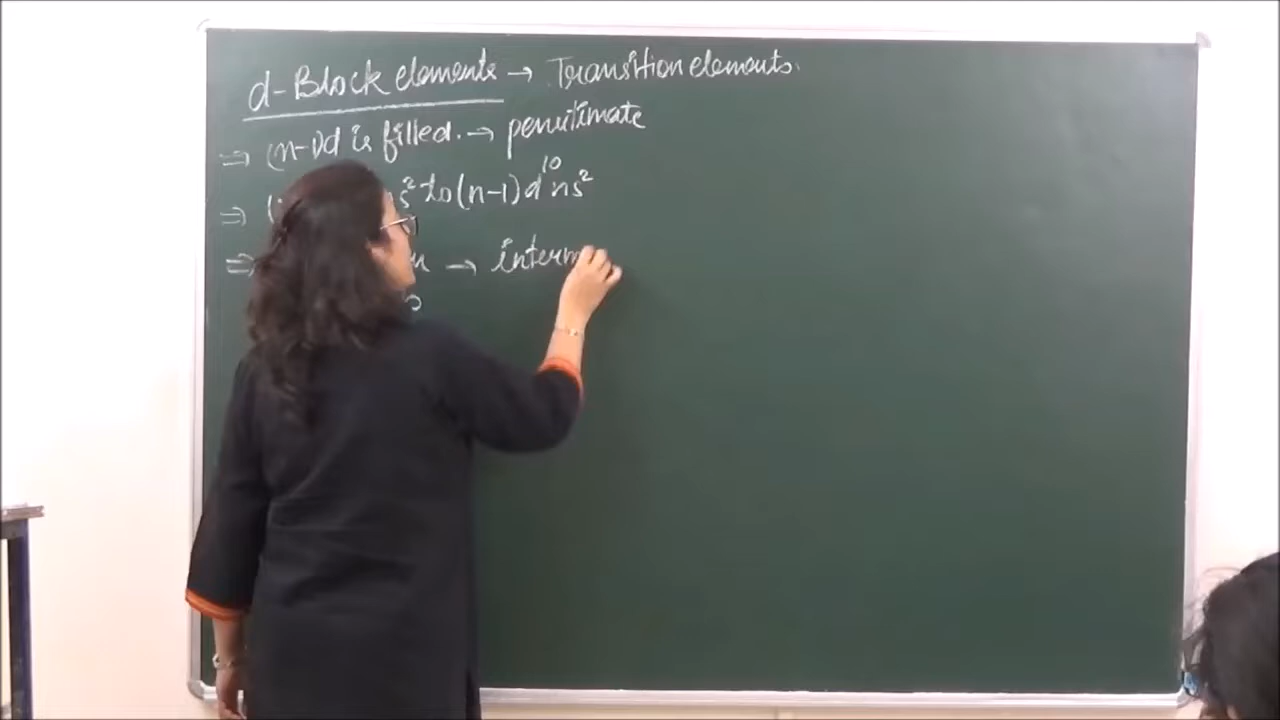 d-Block elements → Transition elements.
⇒ (n-1)d is filled. → penultimate
⇒ ( s² to (n-1)d¹⁰ns²
⇒ → interm